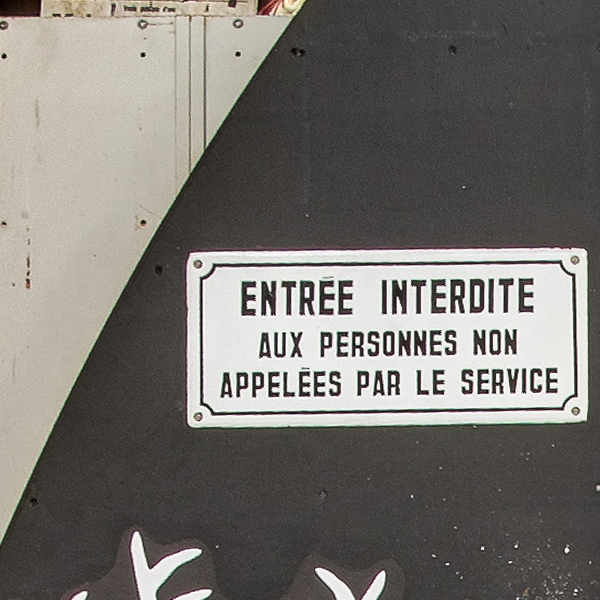 ENTRÉE INTERDITE
AUX PERSONNES NON
APPELÉES PAR LE SERVICE